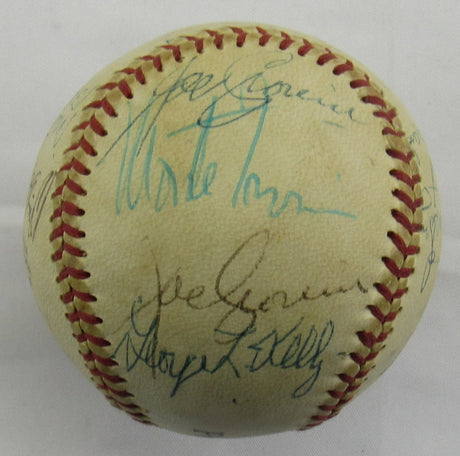 Joe Cronin
Monte Irvin
Joe Cronin
George L Kelly